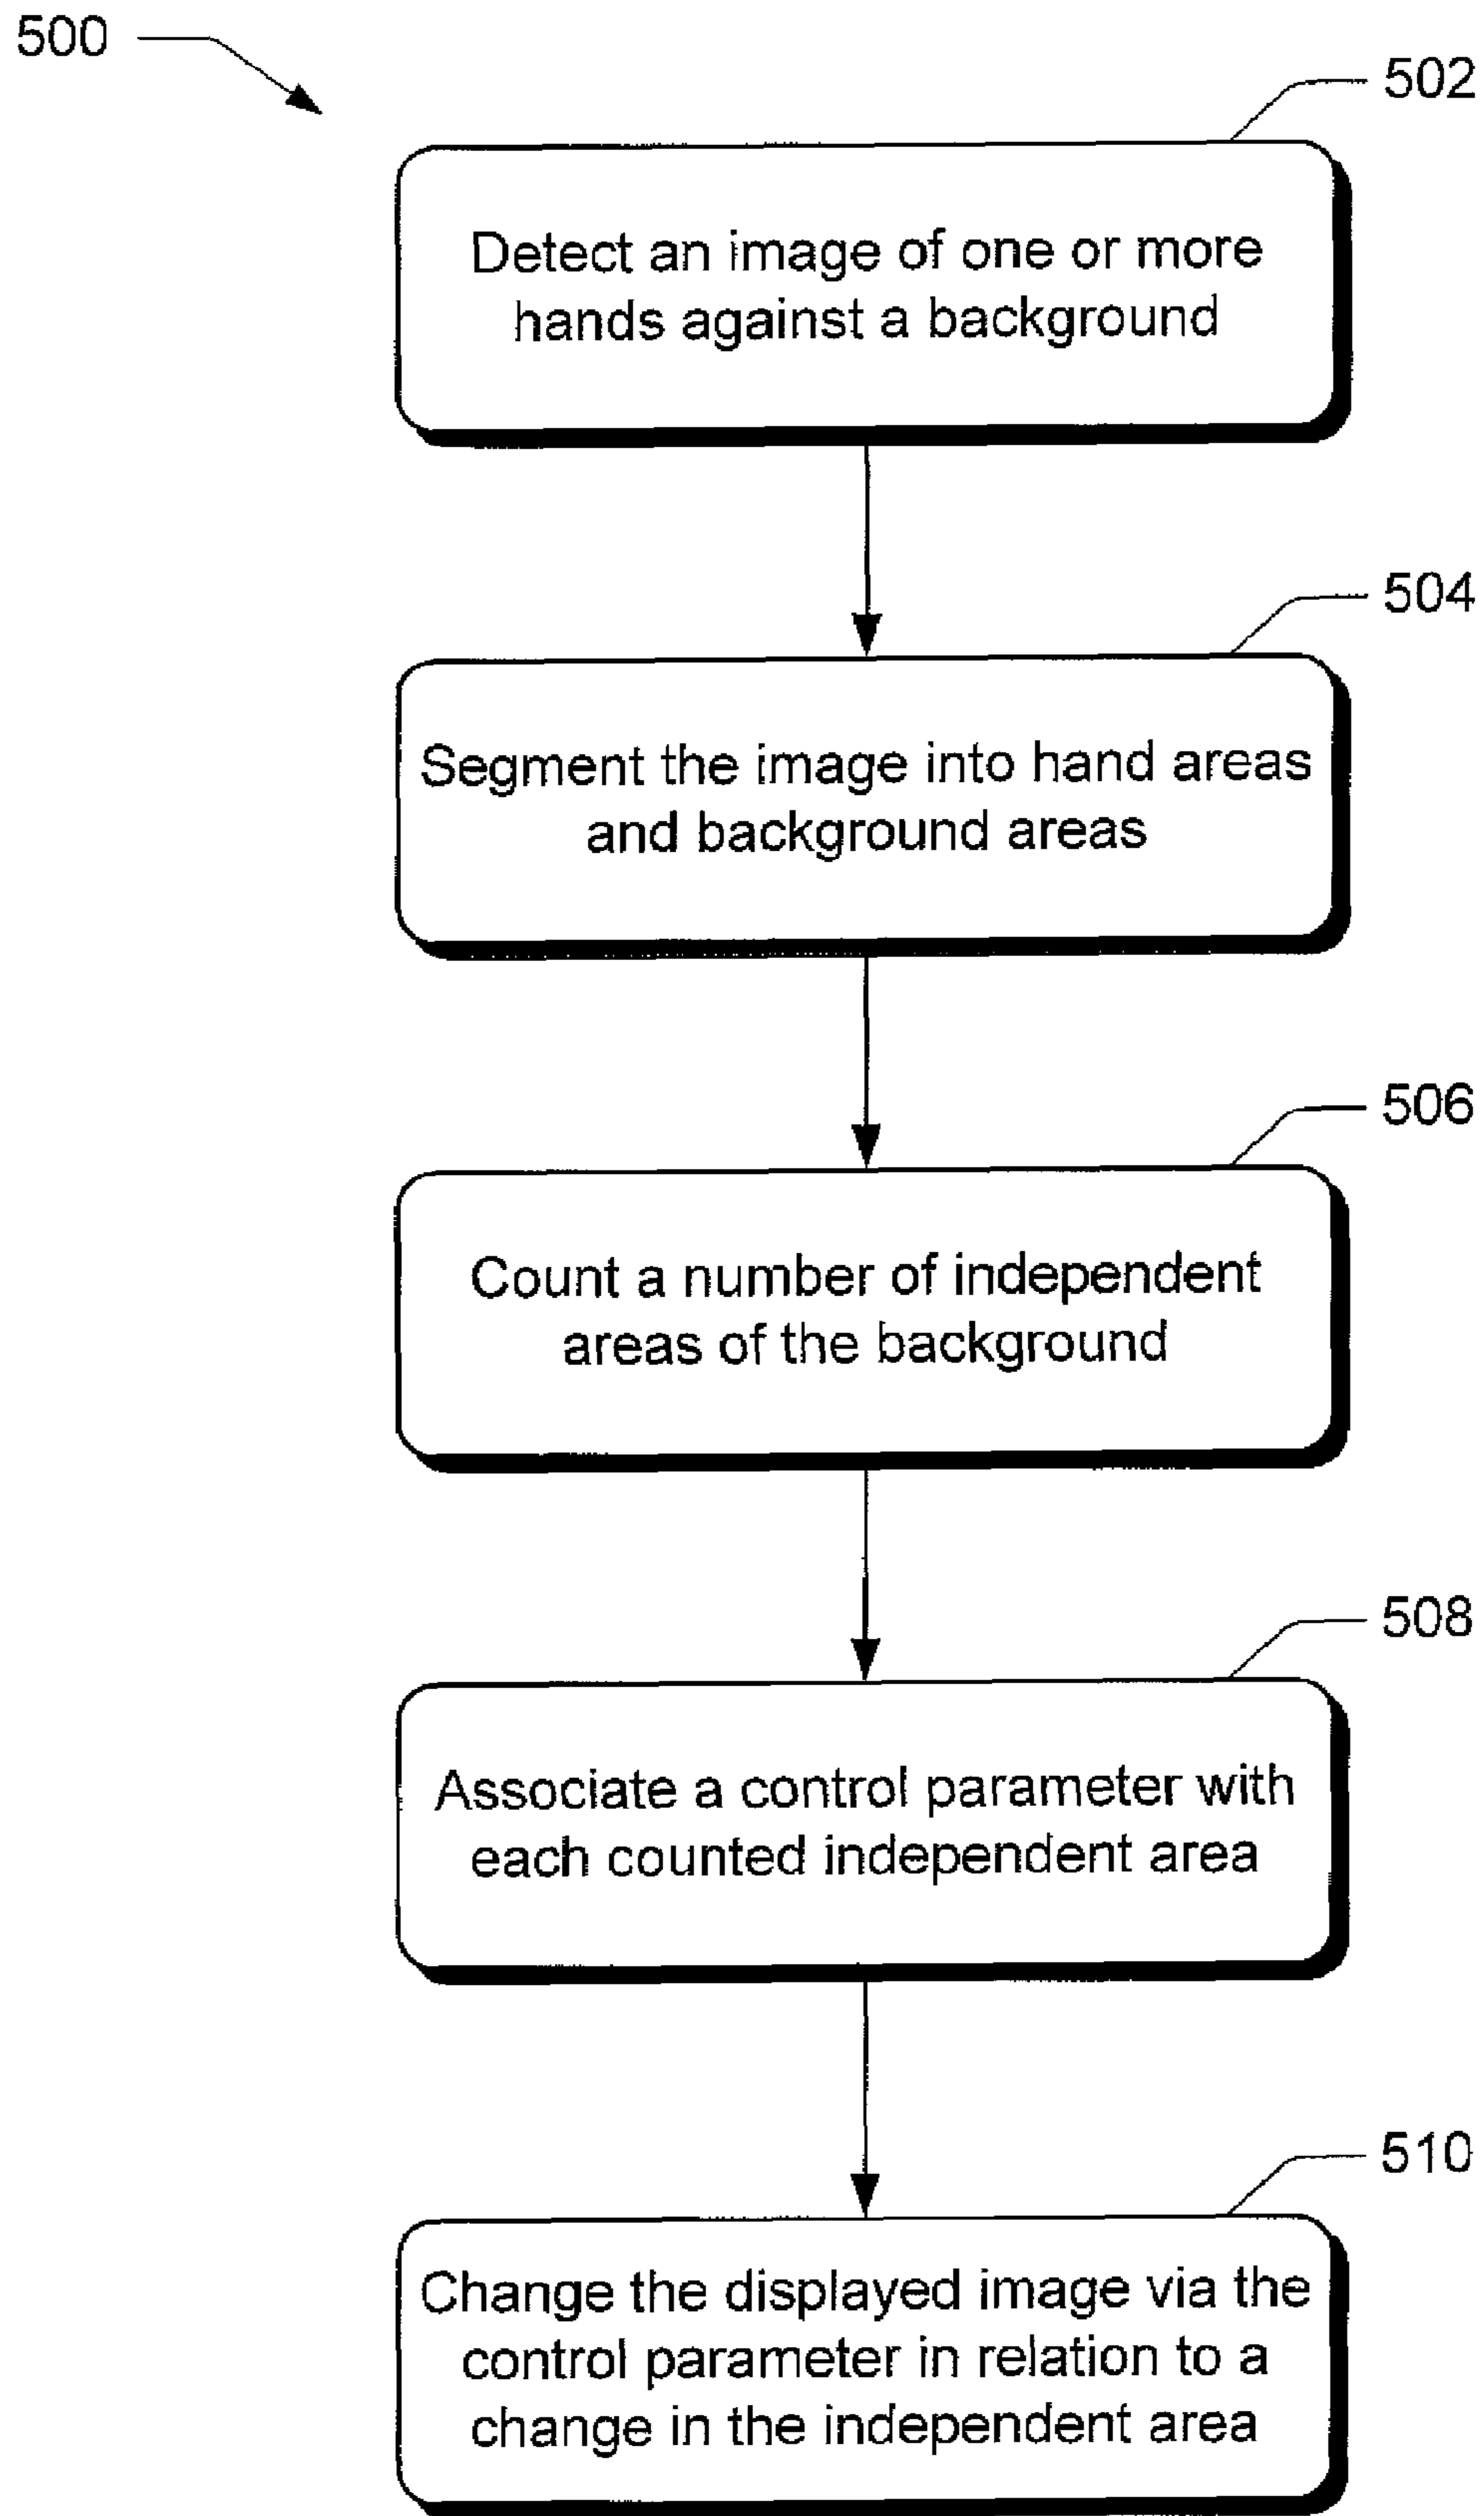 500
502
Detect an image of one or more
hands against a background
504
Segment the image into hand areas
and background areas
506
Count a number of independent
areas of the background
508
Associate a control parameter with
each counted independent area
510
Change the displayed image via the
control parameter in relation to a
change in the independent area